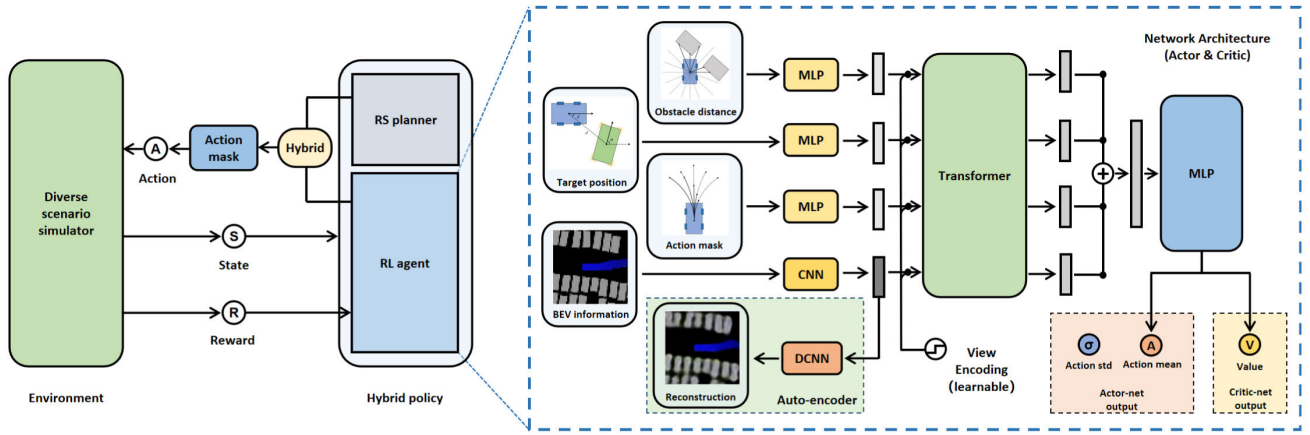 Diverse
scenario
simulator
Environment
A
Action
Action
mask
Hybrid
RS planner
RL agent
S
State
R
Reward
Hybrid policy
Obstacle distance
Target position
Action mask
BEV information
MLP
MLP
MLP
CNN
Reconstruction
DCNN
Auto-encoder
Transformer
View
Encoding
(learnable)
Network Architecture
(Actor & Critic)
MLP
σ
Action std
A
Action mean
Actor-net
output
V
Value
Critic-net
output